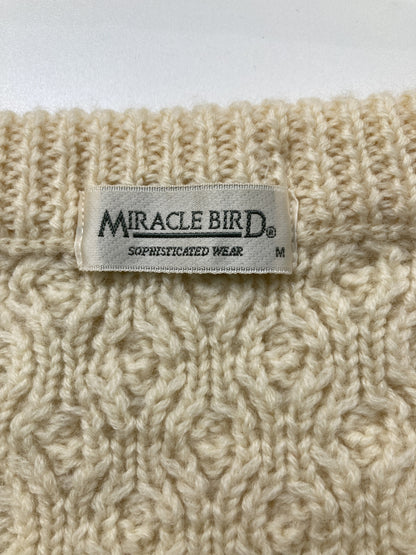 MIRACLE BIRD®
SOPHISTICATED WEAR M